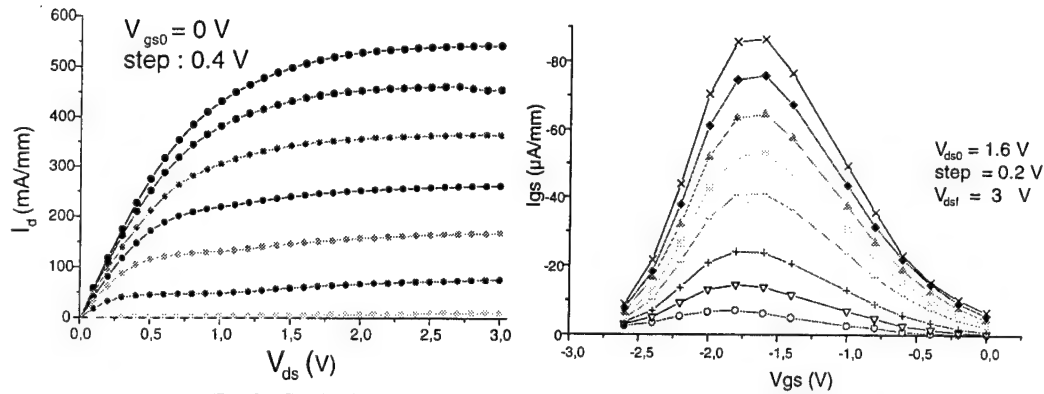 600
500
400
300
200
100
0
I_d (mA/mm)
V_gs0 = 0 V
step : 0.4 V
0,0 0,5 1,0 1,5 2,0 2,5 3,0
V_ds (V)
-80
-60
-40
-20
0
Igs (µA/mm)
V_ds0 = 1.6 V
step = 0.2 V
V_dsf = 3 V
-3,0 -2,5 -2,0 -1,5 -1,0 -0,5 0,0
Vgs (V)